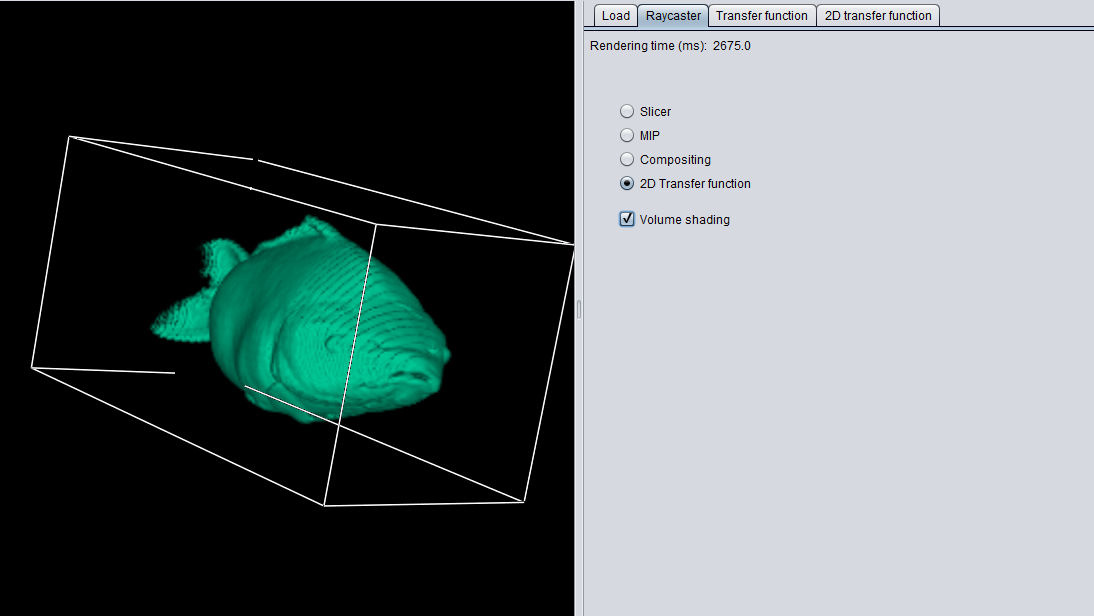 Load Raycaster Transfer function 2D transfer function
Rendering time (ms): 2675.0
Slicer
MIP
Compositing
2D Transfer function
Volume shading